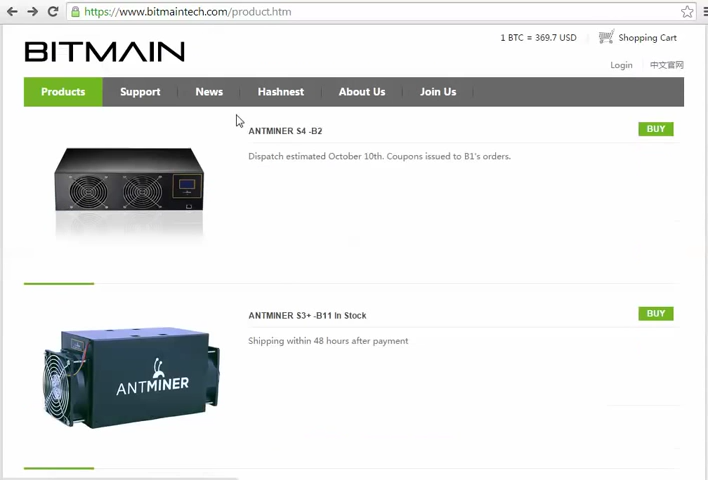 https://www.bitmaintech.com/product.htm
BITMAIN
1 BTC = 369.7 USD
Shopping Cart
Login
中文官网
Products
Support
News
Hashnest
About Us
Join Us
ANTMINER S4 -B2
BUY
Dispatch estimated October 10th. Coupons issued to B1's orders.
ANTMINER S3+ -B11 In Stock
BUY
Shipping within 48 hours after payment
ANTMINER